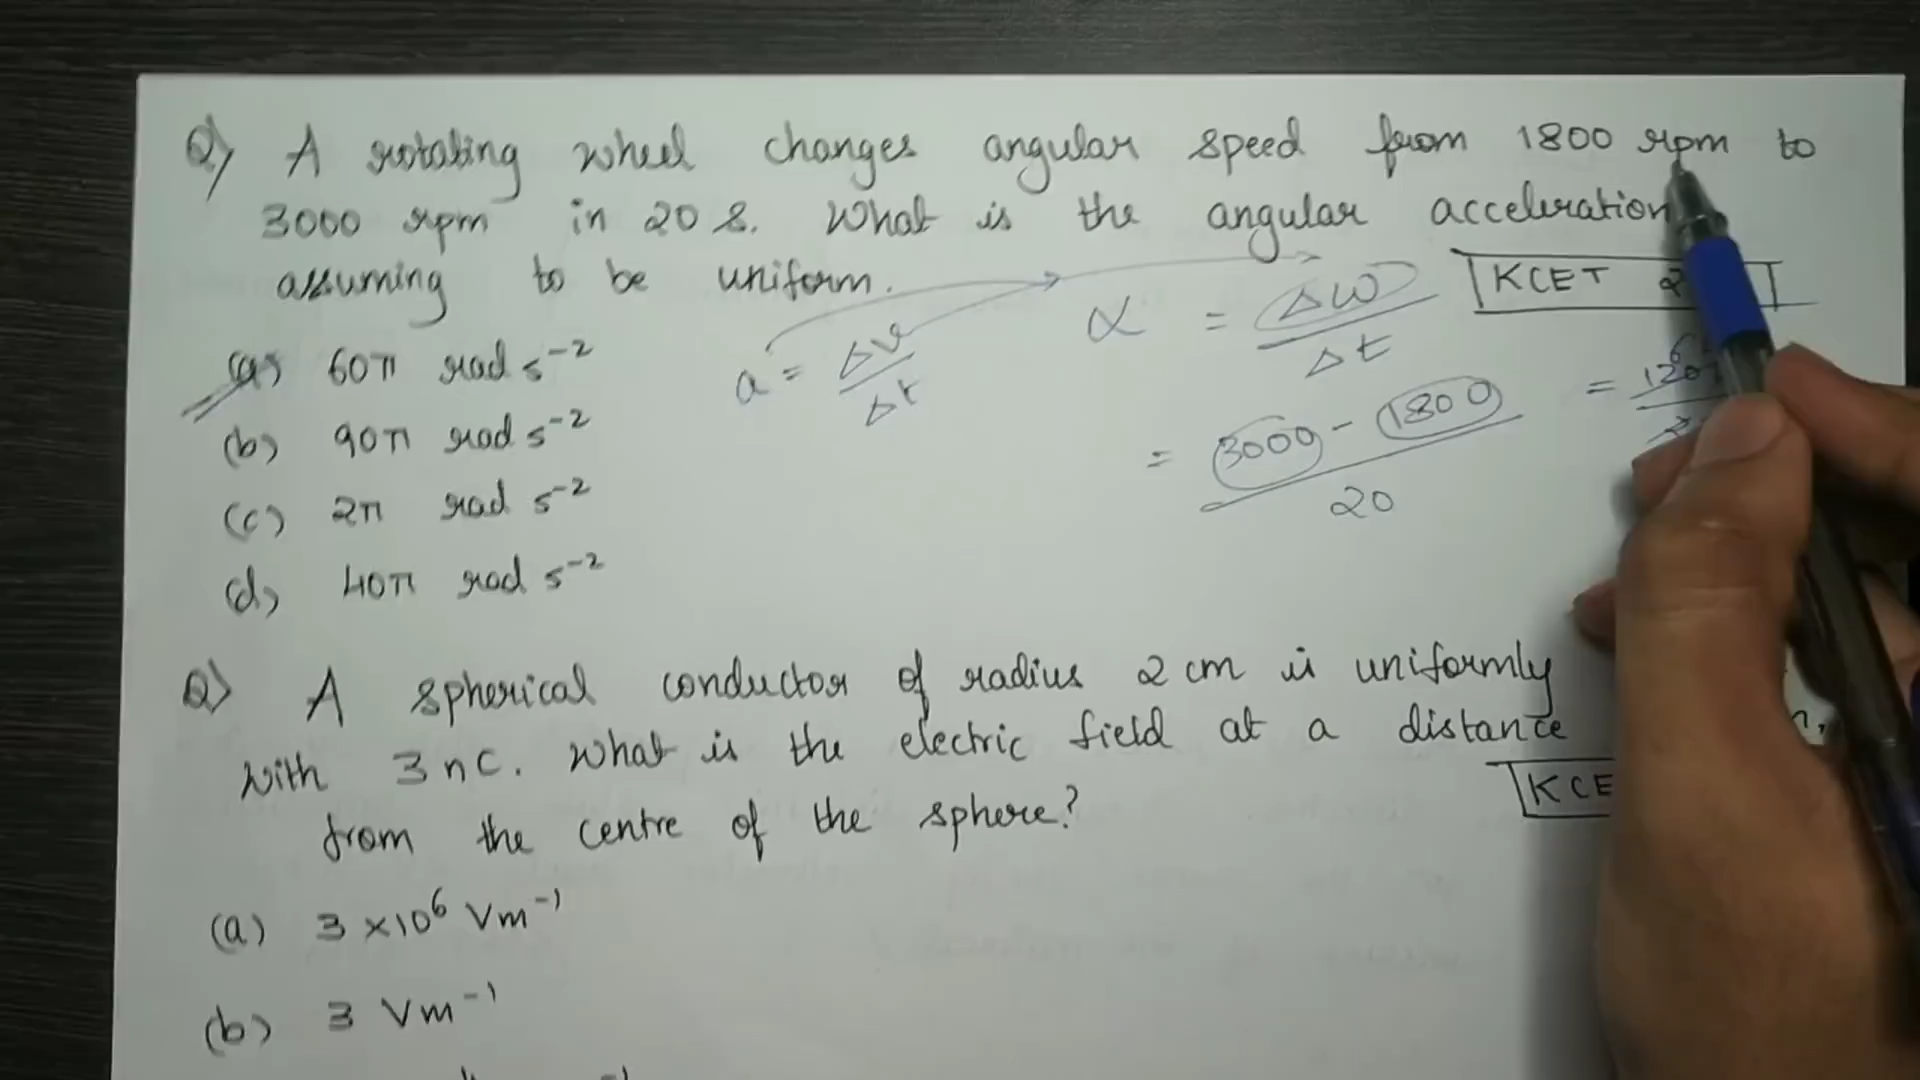 Q) A rotating wheel changes angular speed from 1800 rpm to
3000 rpm in 20 s. What is the angular acceleration
assuming to be uniform.
KCET
(a) 60π rad s⁻²
(b) 90π rad s⁻²
(c) 2π rad s⁻²
(d) 40π rad s⁻²
a = Δv/Δt
α = Δω/Δt
= (3000 - 1800)/20
=
Q) A spherical conductor of radius 2 cm is uniformly
with 3nC. What is the electric field at a distance
from the centre of the sphere?
(a) 3 × 10⁶ Vm⁻¹
(b) 3 Vm⁻¹